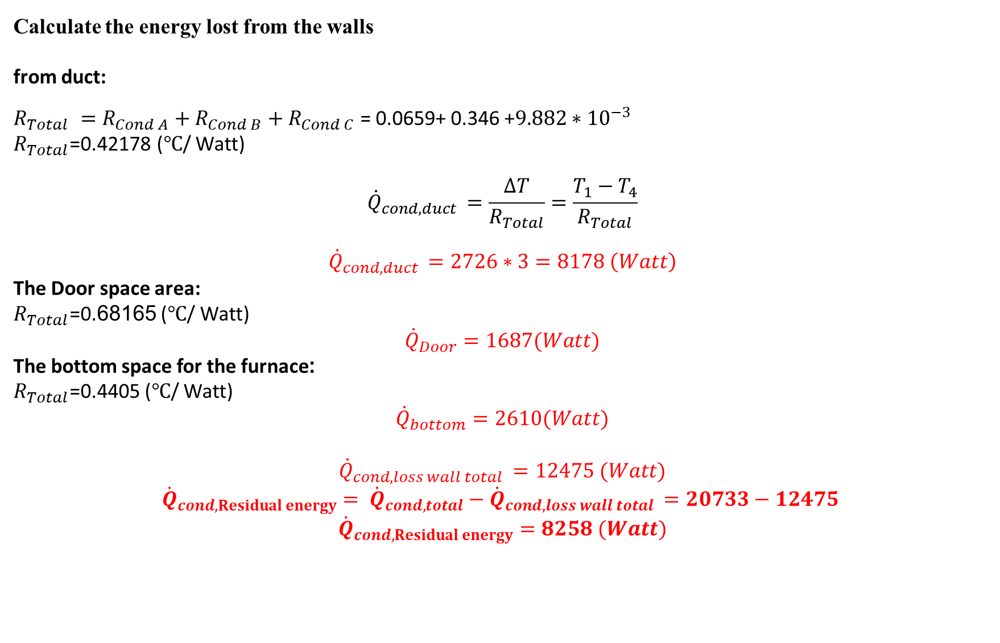 Calculate the energy lost from the walls
from duct:
R_Total = R_Cond A + R_Cond B + R_Cond C = 0.0659+ 0.346 +9.882 * 10^−3
R_Total=0.42178 (℃/ Watt)
Q̇_cond,duct = ΔT/R_Total = (T_1 − T_4)/R_Total
Q̇_cond,duct = 2726 * 3 = 8178 (Watt)
The Door space area:
R_Total=0.68165 (℃/ Watt)
Q̇_Door = 1687(Watt)
The bottom space for the furnace:
R_Total=0.4405 (℃/ Watt)
Q̇_bottom = 2610(Watt)
Q̇_cond,loss wall total = 12475 (Watt)
Q̇_cond,Residual energy = Q̇_cond,total − Q̇_cond,loss wall total = 20733 − 12475
Q̇_cond,Residual energy = 8258 (Watt)